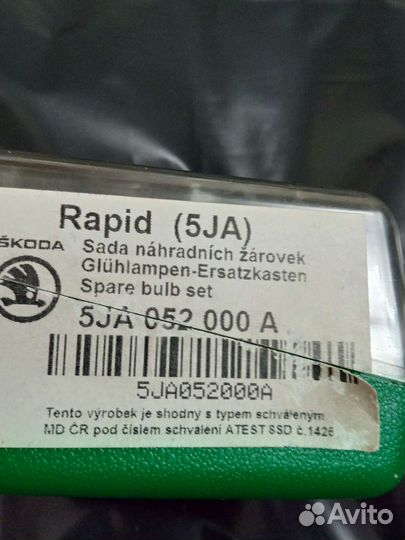 Rapid (5JA)
ŠKODA
Sada náhradních žárovek
Glühlampen-Ersatzkasten
Spare bulb set
5JA 052 000 A
5JA052000A
Tento výrobek je shodný s typem schváleným
MD ČR pod číslem schválení ATEST 8SD č.1426
Avito